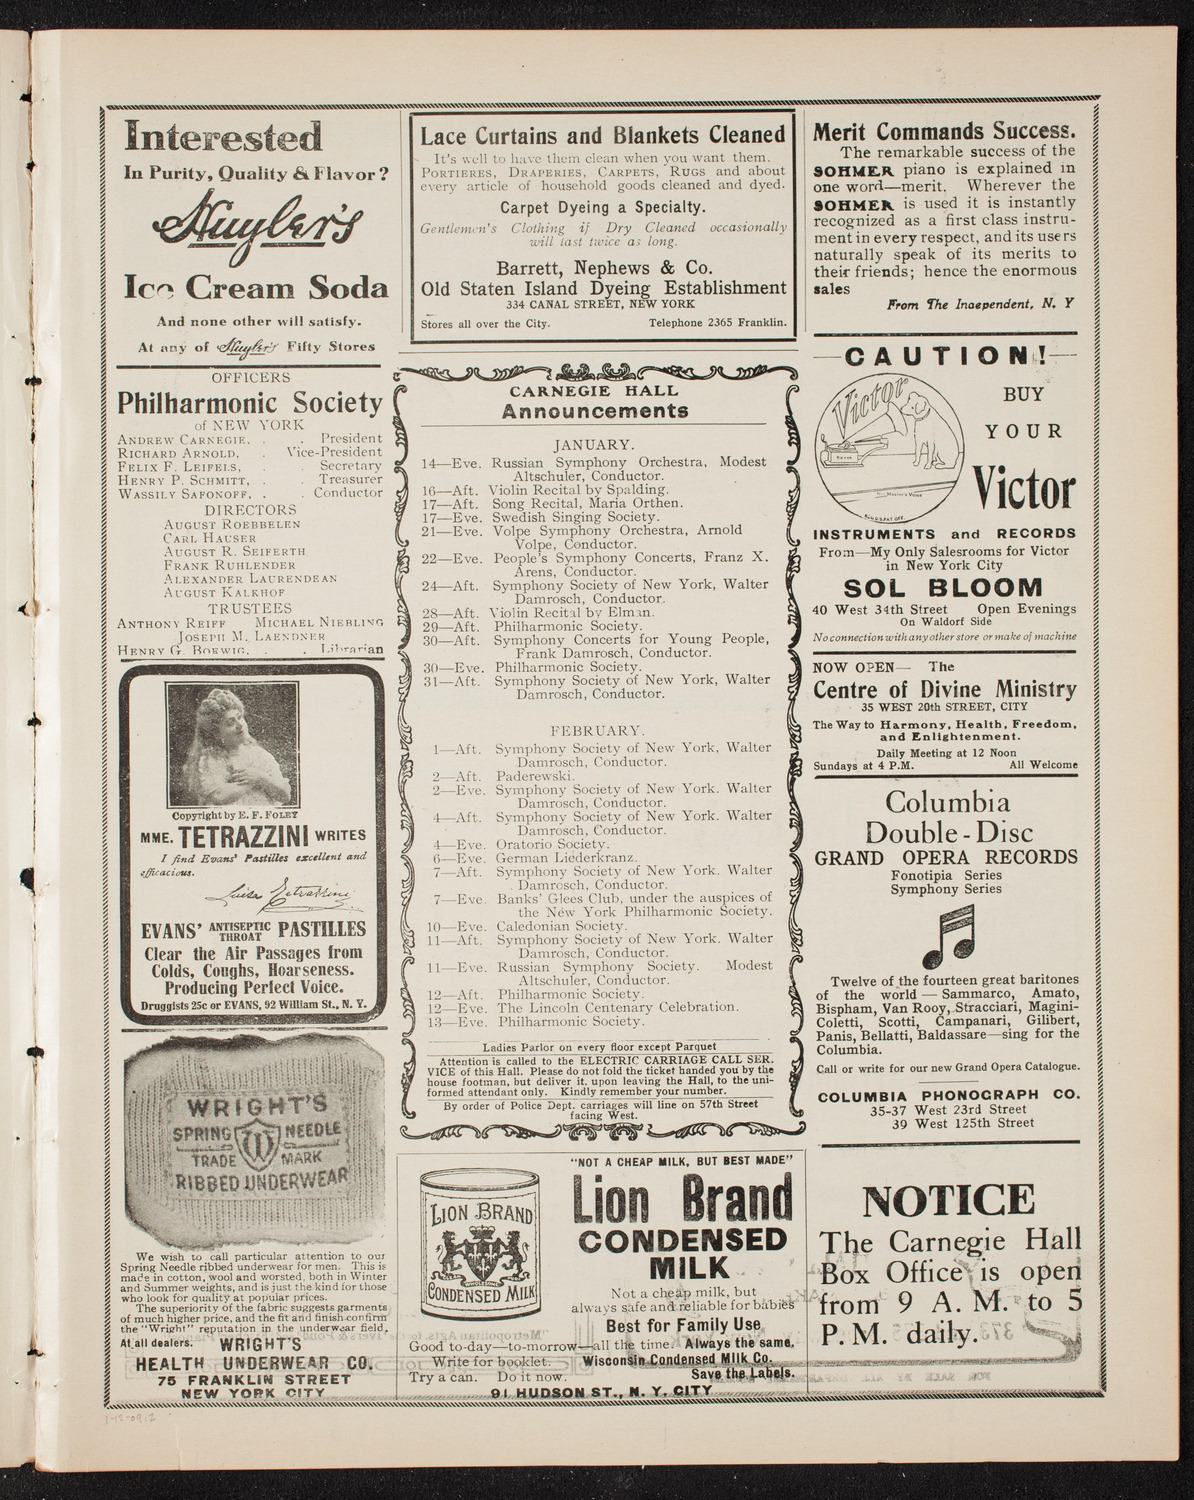 Interested
In Purity, Quality & Flavor?
Huyler's
Ice Cream Soda
And none other will satisfy.
At any of Huyler's Fifty Stores
OFFICERS
Philharmonic Society
of NEW YORK
ANDREW CARNEGIE, . . President
RICHARD ARNOLD, . Vice-President
FELIX F. LEIFELS, . . Secretary
HENRY P. SCHMITT, . . Treasurer
WASSILY SAFONOFF, . . Conductor
DIRECTORS
AUGUST ROEBBELEN
CARL HAUSER
AUGUST R. SEIFERTH
FRANK RUHLENDER
ALEXANDER LAURENDEAN
AUGUST KALKHOF
TRUSTEES
ANTHONY REIFF MICHAEL NIEBLING
JOSEPH M. LAENDNER
HENRY G. BOEWIG, . . Librarian
Copyright by E. F. FOLEY
MME. TETRAZZINI WRITES
I find Evans' Pastilles excellent and
efficacious.
Luisa Tetrazzini
EVANS' ANTISEPTIC THROAT PASTILLES
Clear the Air Passages from
Colds, Coughs, Hoarseness.
Producing Perfect Voice.
Druggists 25c or EVANS, 92 William St., N. Y.
WRIGHT'S
SPRING NEEDLE
W
TRADE MARK
RIBBED UNDERWEAR
We wish to call particular attention to our
Spring Needle ribbed underwear for men. This is
made in cotton, wool and worsted, both in Winter
and Summer weights, and is just the kind for those
who look for quality at popular prices.
The superiority of the fabric suggests garments
of much higher price, and the fit and finish confirm
the "Wright" reputation in the underwear field.
At all dealers. WRIGHT'S
HEALTH UNDERWEAR CO.
75 FRANKLIN STREET
NEW YORK CITY
Lace Curtains and Blankets Cleaned
It's well to have them clean when you want them.
PORTIERES, DRAPERIES, CARPETS, RUGS and about
every article of household goods cleaned and dyed.
Carpet Dyeing a Specialty.
Gentlemen's Clothing if Dry Cleaned occasionally
will last twice as long.
Barrett, Nephews & Co.
Old Staten Island Dyeing Establishment
334 CANAL STREET, NEW YORK
Stores all over the City. Telephone 2365 Franklin.
CARNEGIE HALL
Announcements
JANUARY.
14—Eve. Russian Symphony Orchestra, Modest
Altschuler, Conductor.
16—Aft. Violin Recital by Spalding.
17—Aft. Song Recital, Maria Orthen.
17—Eve. Swedish Singing Society.
21—Eve. Volpe Symphony Orchestra, Arnold
Volpe, Conductor.
22—Eve. People's Symphony Concerts, Franz X.
Arens, Conductor.
24—Aft. Symphony Society of New York, Walter
Damrosch, Conductor.
28—Aft. Violin Recital by Elman.
29—Aft. Philharmonic Society.
30—Aft. Symphony Concerts for Young People,
Frank Damrosch, Conductor.
30—Eve. Philharmonic Society.
31—Aft. Symphony Society of New York, Walter
Damrosch, Conductor.
FEBRUARY.
1—Aft. Symphony Society of New York, Walter
Damrosch, Conductor.
2—Aft. Paderewski.
2—Eve. Symphony Society of New York. Walter
Damrosch, Conductor.
4—Aft. Symphony Society of New York. Walter
Damrosch, Conductor.
4—Eve. Oratorio Society.
6—Eve. German Liederkranz.
7—Aft. Symphony Society of New York. Walter
Damrosch, Conductor.
7—Eve. Banks' Glees Club, under the auspices of
the New York Philharmonic Society.
10—Eve. Caledonian Society.
11—Aft. Symphony Society of New York. Walter
Damrosch, Conductor.
11—Eve. Russian Symphony Society. Modest
Altschuler, Conductor.
12—Aft. Philharmonic Society.
12—Eve. The Lincoln Centenary Celebration.
13—Eve. Philharmonic Society.
Ladies Parlor on every floor except Parquet
Attention is called to the ELECTRIC CARRIAGE CALL SER-
VICE of this Hall. Please do not fold the ticket handed you by the
house footman, but deliver it, upon leaving the Hall, to the uni-
formed attendant only. Kindly remember your number.
By order of Police Dept. carriages will line on 57th Street
facing West.
LION BRAND
WHOLESOME
CONDENSED MILK
"NOT A CHEAP MILK, BUT BEST MADE"
Lion Brand
CONDENSED
MILK
Not a cheap milk, but
always safe and reliable for babies
Best for Family Use
Good to-day—to-morrow—all the time. Always the same.
Write for booklet. Wisconsin Condensed Milk Co.
Try a can. Do it now. Save the Labels.
91 HUDSON ST., N. Y. CITY
Merit Commands Success.
The remarkable success of the
SOHMER piano is explained in
one word—merit. Wherever the
SOHMER is used it is instantly
recognized as a first class instru-
ment in every respect, and its users
naturally speak of its merits to
their friends; hence the enormous
sales
From The Independent, N. Y
CAUTION!
Victor
His Master's Voice
BUY
YOUR
Victor
INSTRUMENTS and RECORDS
From—My Only Salesrooms for Victor
in New York City
SOL BLOOM
40 West 34th Street Open Evenings
On Waldorf Side
No connection with any other store or make of machine
NOW OPEN— The
Centre of Divine Ministry
35 WEST 20th STREET, CITY
The Way to Harmony, Health, Freedom,
and Enlightenment.
Daily Meeting at 12 Noon
Sundays at 4 P.M. All Welcome
Columbia
Double-Disc
GRAND OPERA RECORDS
Fonotipia Series
Symphony Series
Twelve of the fourteen great baritones
of the world — Sammarco, Amato,
Bispham, Van Rooy, Stracciari, Magini-
Coletti, Scotti, Campanari, Gilibert,
Panis, Bellatti, Baldassare—sing for the
Columbia.
Call or write for our new Grand Opera Catalogue.
COLUMBIA PHONOGRAPH CO.
35-37 West 23rd Street
39 West 125th Street
NOTICE
The Carnegie Hall
Box Office is open
from 9 A. M. to 5
P. M. daily.
1-12-09:2